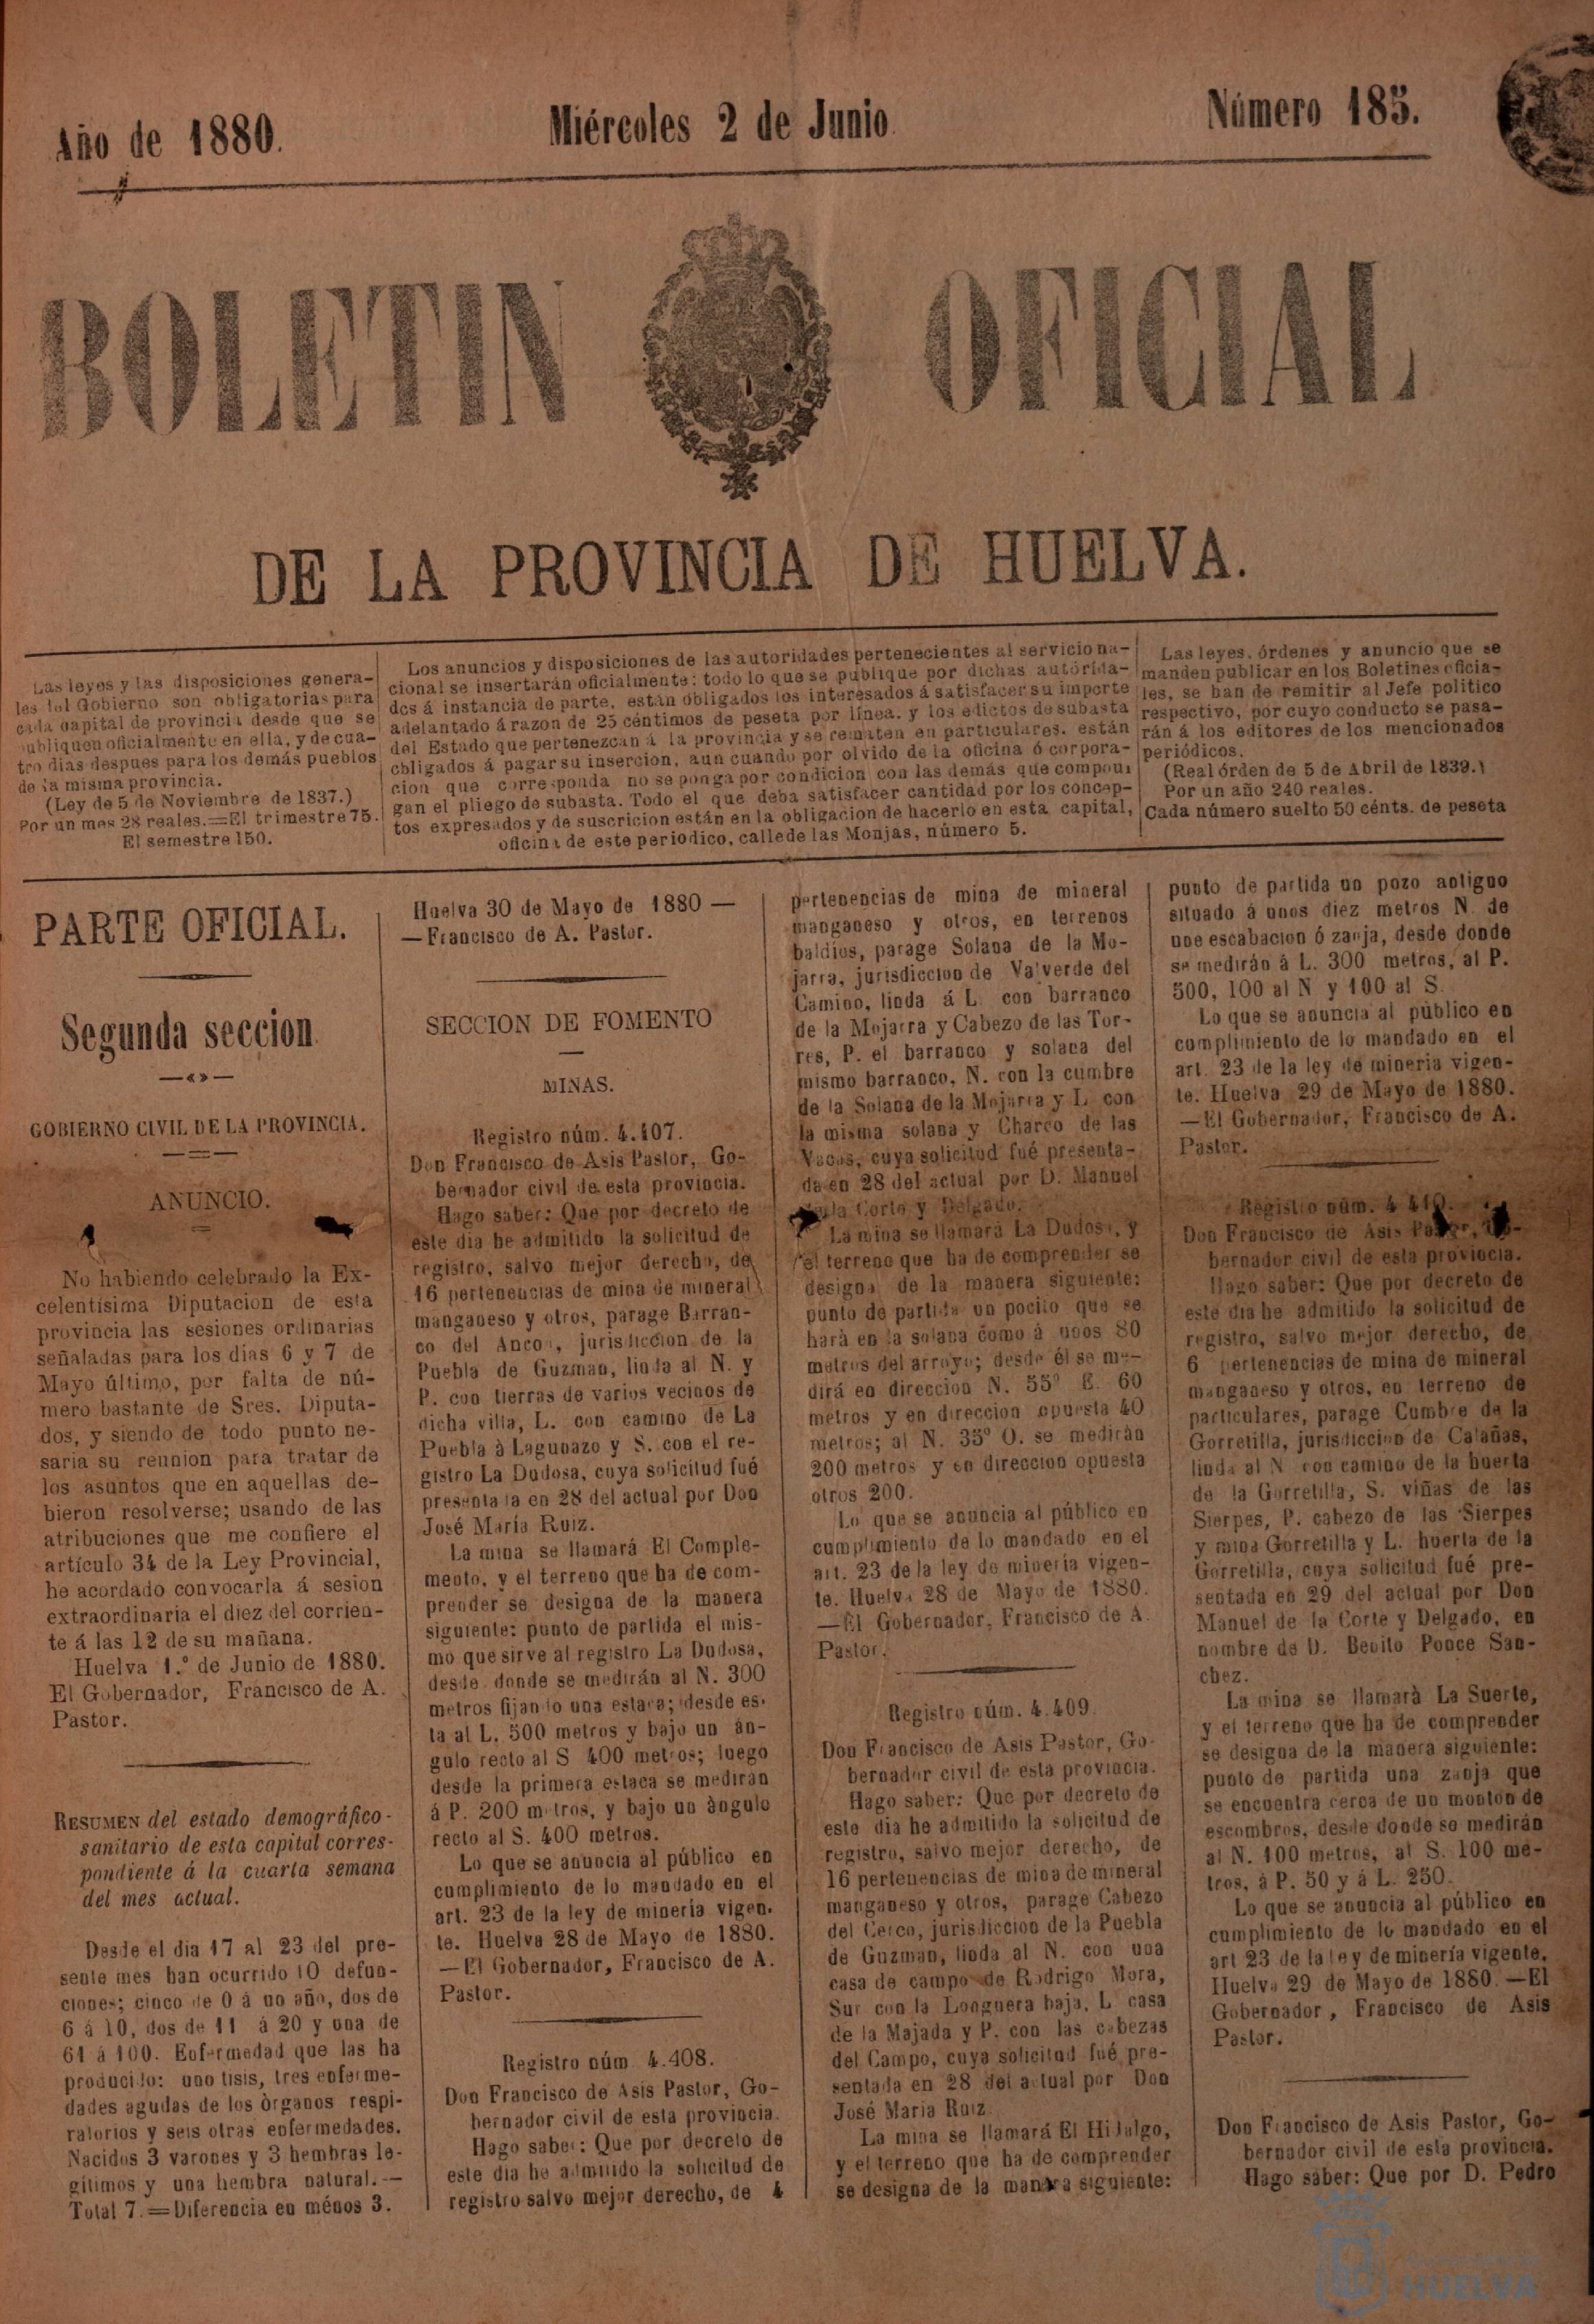 Año de 1880.
Miércoles 2 de Junio.
Número 185.
BOLETIN OFICIAL
DE LA PROVINCIA DE HUELVA.
Las leyes y las disposiciones genera-
les del Gobierno son obligatorias para
cada capital de provincia desde que se
publiquen oficialmente en ella, y de cua-
tro dias despues para los demás pueblos
de la misma provincia.
(Ley de 5 de Noviembre de 1837.)
Por un mes 28 reales.=El trimestre 75.
El semestre 150.
Los anuncios y disposiciones de las autoridades pertenecientes al servicio na-
cional se insertarán oficialmente: todo lo que se publique por dichas autorida-
des á instancia de parte, están obligados los interesados á satisfacer su importe
adelantado á razon de 25 céntimos de peseta por línea. y los edictos de subasta
del Estado que pertenezcan á la provincia y se rematen en particulares. están
obligados á pagar su insercion, aun cuando por olvido de la oficina ó corpora-
cion que corresponda no se ponga por condicion con las demás que compon
gan el pliego de subasta. Todo el que deba satisfacer cantidad por los concep-
tos expresados y de suscricion están en la obligacion de hacerlo en esta capital,
oficina de este periodico, callede las Monjas, número 5.
Las leyes. órdenes y anuncio que se
manden publicar en los Boletines oficia-
les, se han de remitir al Jefe politico
respectivo, por cuyo conducto se pasa-
rán á los editores de los mencionados
periódicos.
(Real órden de 5 de Abril de 1839.)
Por un año 240 reales.
Cada número suelto 50 cénts. de peseta
PARTE OFICIAL.
Segunda seccion.
—«»—
GOBIERNO CIVIL DE LA PROVINCIA.
ANUNCIO.
No habiendo celebrado la Ex-
celentísima Diputacion de esta
provincia las sesiones ordinarias
señaladas para los dias 6 y 7 de
Mayo último, por falta de nú-
mero bastante de Sres. Diputa-
dos, y siendo de todo punto ne-
saria su reunion para tratar de
los asuntos que en aquellas de-
bieron resolverse; usando de las
atribuciones que me confiere el
artículo 34 de la Ley Provincial,
he acordado convocarla á sesion
extraordinaria el diez del corrien-
te á las 12 de su mañana.
Huelva 1.º de Junio de 1880.
El Gobernador, Francisco de A.
Pastor.
RESUMEN del estado demográfico-
sanitario de esta capital corres-
pondiente á la cuarta semana
del mes actual.
Desde el dia 17 al 23 del pre-
sente mes han ocurrido 10 defun-
ciones; cinco de 0 á un año, dos de
6 á 10, dos de 11 á 20 y una de
61 á 100. Enfermedad que las ha
producido: uno tisis, tres enferme-
dades agudas de los òrganos respi-
ratorios y seis otras enfermedades.
Nacidos 3 varones y 3 hembras le-
gitimos y una hembra natural.—
Total 7.=Diferencia en ménos 3.
Huelva 30 de Mayo de 1880 —
—Francisco de A. Pastor.
SECCION DE FOMENTO
MINAS.
Registro núm. 4.407.
Don Francisco de Asis Pastor, Go-
bernador civil de esta provincia.
Hago saber: Que por decreto de
este dia he admitido la solicitud de
registro, salvo mejor derecho, de
16 pertenencias de mina de mineral
manganeso y otros, parage Barran-
co del Ancon, jurisdiccion de la
Puebla de Guzman, linda al N. y
P. con tierras de varios vecinos de
dicha villa, L. con camino de La
Puebla à Lagunazo y S. con el re-
gistro La Dudosa, cuya solicitud fué
presentada en 28 del actual por Don
José María Ruiz.
La mina se llamará El Comple-
mento, y el terreno que ha de com-
prender se designa de la manera
siguiente: punto de partida el mis-
mo que sirve al registro La Dudosa,
desde donde se medirán al N. 300
metros fijando una estaca; desde es-
ta al L. 500 metros y bajo un án-
gulo recto al S 400 metros; luego
desde la primera estaca se medirán
á P. 200 metros, y bajo un àngulo
recto al S. 400 metros.
Lo que se anuncia al público en
cumplimiento de lo mandado en el
art. 23 de la ley de minería vigen-
te. Huelva 28 de Mayo de 1880.
—El Gobernador, Francisco de A.
Pastor.
Registro núm 4.408.
Don Francisco de Asis Pastor, Go-
bernador civil de esta provincia.
Hago saber: Que por decreto de
este dia he admitido la solicitud de
registro salvo mejor derecho, de 4
pertenencias de mina de mineral
manganeso y otros, en terrenos
baldíos, parage Solana de la Mo-
jarra, jurisdiccion de Valverde del
Camino, linda á L. con barranco
de la Mojarra y Cabezo de las Tor-
res, P. el barranco y solana del
mismo barranco, N. con la cumbre
de la Solana de la Mojarra y L con
la misma solana y Charco de las
Vacas, cuya solicitud fué presenta-
da en 28 del actual por D. Manuel
de la Corte y Delgado.
La mina se llamará La Dudosa, y
el terreno que ha de comprender se
designa de la manera siguiente:
punto de partida un pocito que se
harà en la solana como à unos 80
metros del arroyo; desde él se me-
dirá en direccion N. 55º E. 60
metros y en direccion opuesta 40
metros; al N. 35º O. se medirán
200 metros y en direccion opuesta
otros 200.
Lo que se anuncia al público en
cumplimiento de lo mandado en el
art. 23 de la ley de minería vigen-
te. Huelva 28 de Mayo de 1880.
—El Gobernador, Francisco de A.
Pastor.
Registro núm. 4.409.
Don Francisco de Asis Pastor, Go-
bernador civil de esta provincia.
Hago saber: Que por decreto de
este dia he admitido la solicitud de
registro, salvo mejor derecho, de
16 pertenencias de mina de mineral
manganeso y otros, parage Cabezo
del Cerco, jurisdiccion de la Puebla
de Guzman, linda al N. con una
casa de campo de Rodrigo Mora,
Sur con la Longuera baja, L casa
de la Majada y P. con las cabezas
del Campo, cuya solicitud fué pre-
sentada en 28 del actual por Don
José Maria Ruiz.
La mina se llamará El Hidalgo,
y el terreno que ha de comprender
se designa de la manera siguiente:
punto de partida un pozo antiguo
situado á unos diez metros N. de
une escabacion ó zanja, desde donde
se medirán á L. 300 metros, al P.
500, 100 al N y 100 al S.
Lo que se anuncia al público en
complimiento de lo mandado en el
art. 23 de la ley de mineria vigen-
te. Huelva 29 de Mayo de 1880.
—El Gobernador, Francisco de A.
Pastor.
Registro núm. 4.410.
Don Francisco de Asis Pastor, Go-
bernador civil de esta provincia.
Hago saber: Que por decreto de
este dia he admitido la solicitud de
registro, salvo mejor derecho, de
6 pertenencias de mina de mineral
manganeso y otros, en terreno de
particulares, parage Cumbre de la
Gorretilla, jurisdiccion de Calañas,
linda al N con camino de la huerta
de la Gorretilla, S. viñas de las
Sierpes, P. cabezo de las Sierpes
y mina Gorretilla y L. huerta de la
Gorretilla, cuya solicitud fué pre-
sentada en 29 del actual por Don
Manuel de la Corte y Delgado, en
nombre de D. Benito Ponce San-
chez.
La mina se llamarà La Suerte,
y el terreno que ha de comprender
se designa de la manera siguiente:
punto de partida una zanja que
se encuentra cerca de un monton de
escombros, desde donde se medirán
al N. 100 metros, al S. 100 me-
tros, à P. 50 y á L. 250.
Lo que se anuncia al público en
cumplimiento de lo mandado en el
art 23 de la ley de minería vigente.
Huelva 29 de Mayo de 1880.—El
Gobernador, Francisco de Asis
Pastor.
Don Francisco de Asis Pastor, Go-
bernador civil de esta provincia.
Hago saber: Que por D. Pedro
HUELVA